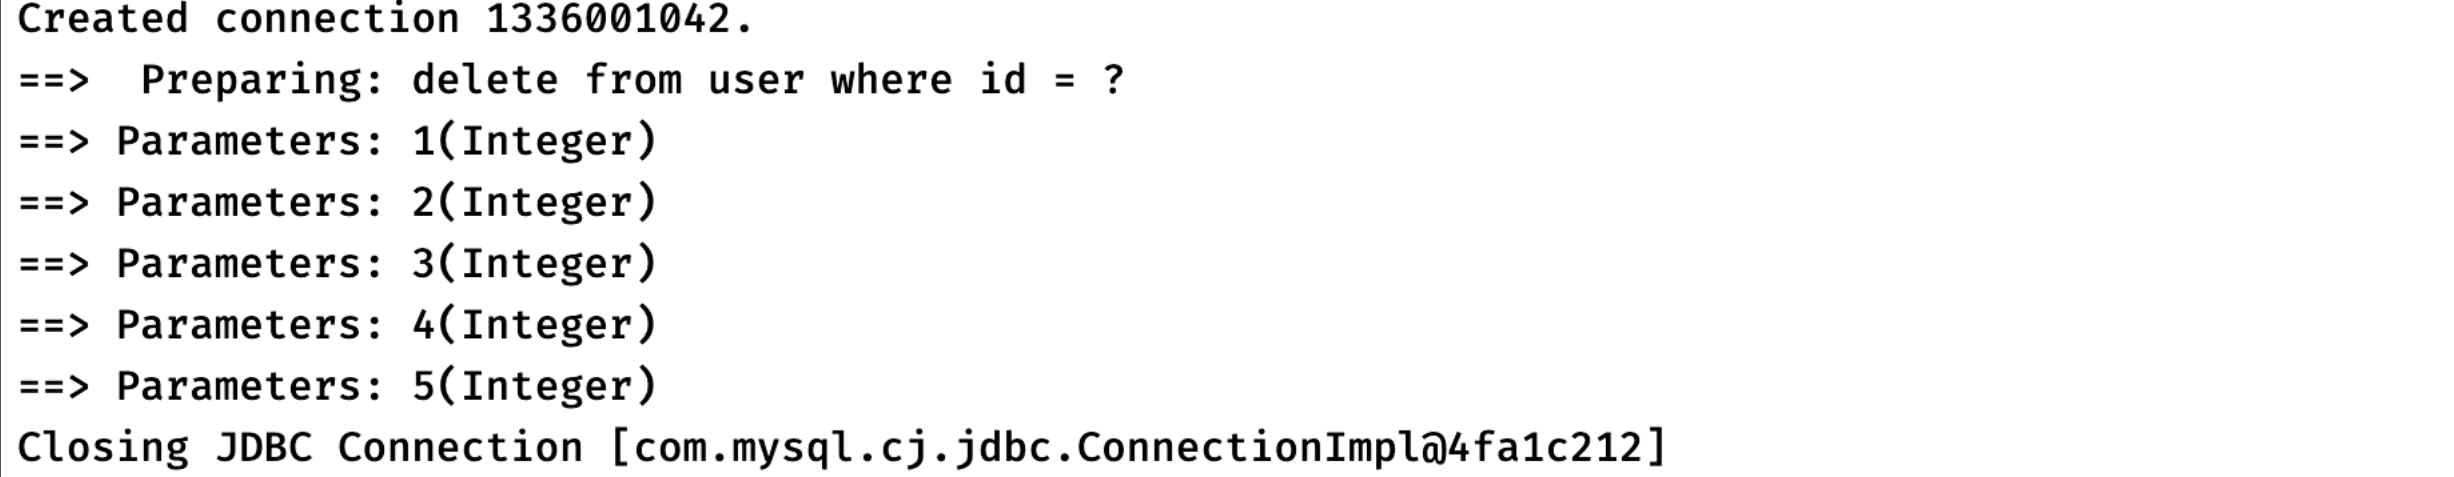 Created connection 1336001042.
==>  Preparing: delete from user where id = ?
==> Parameters: 1(Integer)
==> Parameters: 2(Integer)
==> Parameters: 3(Integer)
==> Parameters: 4(Integer)
==> Parameters: 5(Integer)
Closing JDBC Connection [com.mysql.cj.jdbc.ConnectionImpl@4fa1c212]